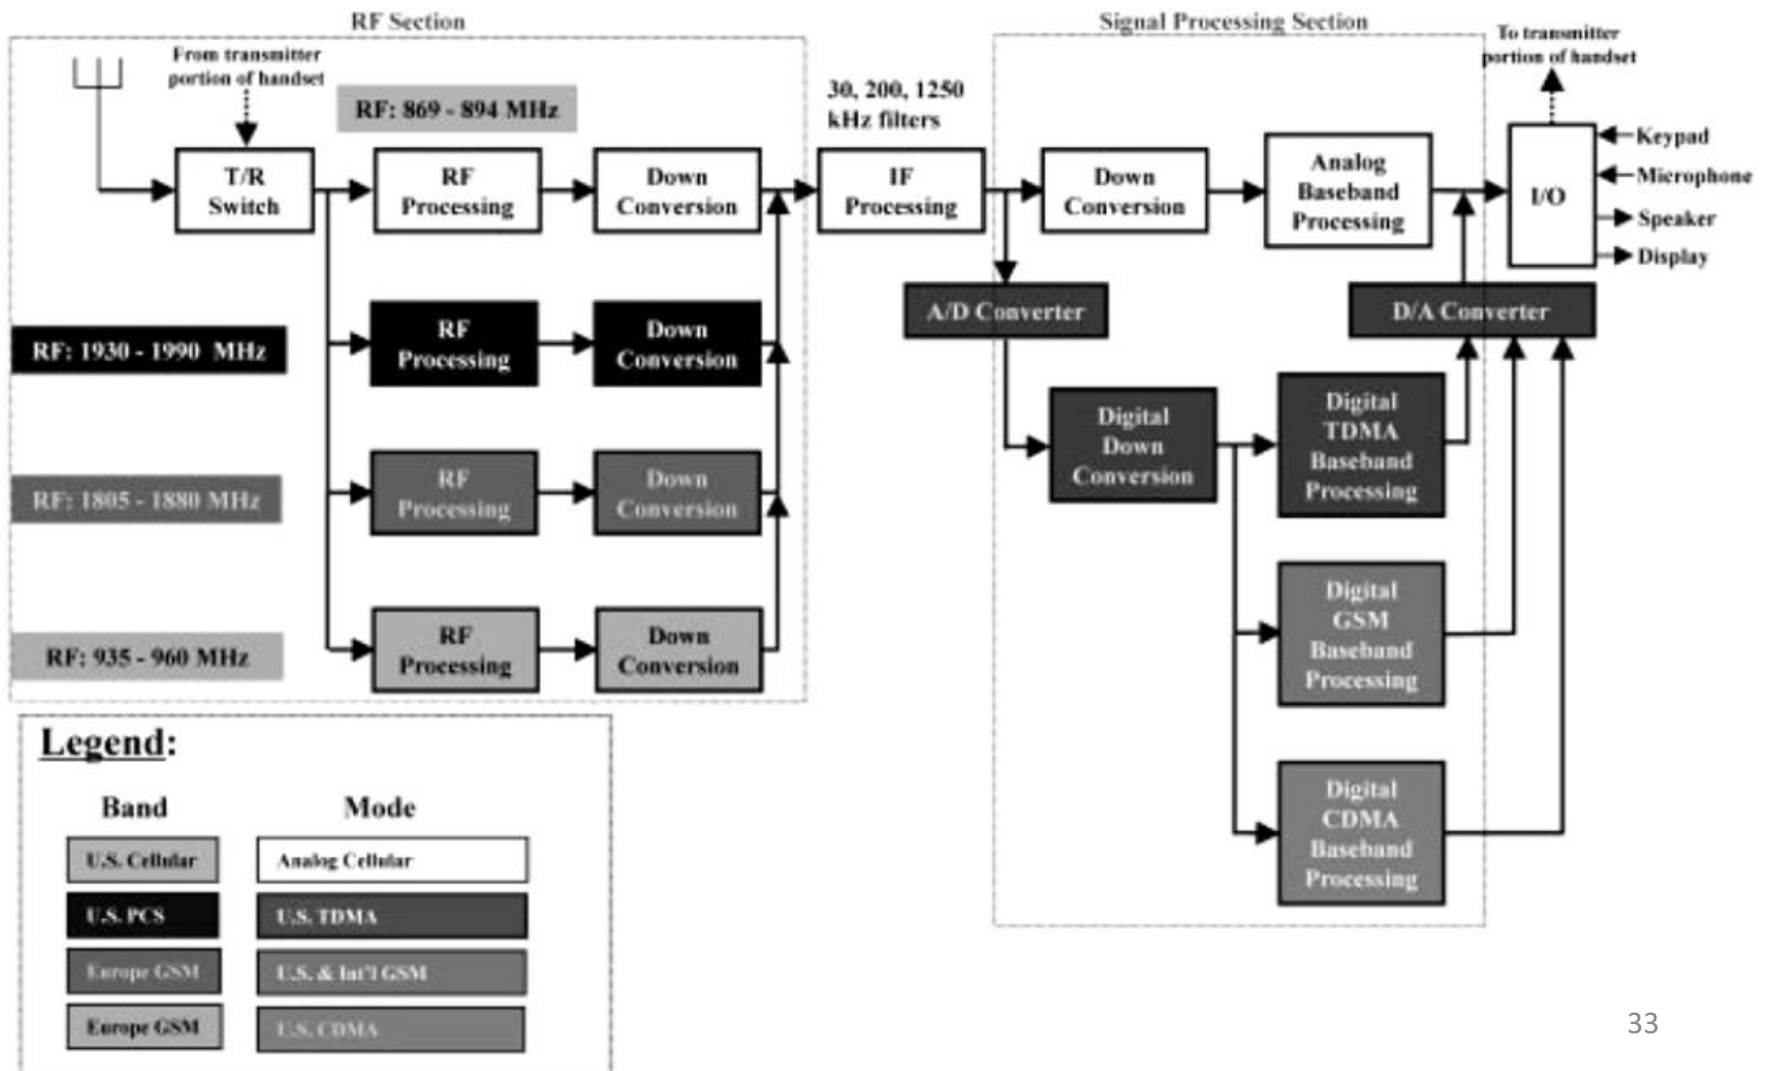 RF Section
From transmitter
portion of handset
RF: 869 - 894 MHz
T/R
Switch
RF
Processing
Down
Conversion
RF: 1930 - 1990 MHz
RF
Processing
Down
Conversion
RF: 1805 - 1880 MHz
RF
Processing
Down
Conversion
RF: 935 - 960 MHz
RF
Processing
Down
Conversion
30, 200, 1250
kHz filters
IF
Processing
Signal Processing Section
Down
Conversion
Analog
Baseband
Processing
A/D Converter
D/A Converter
Digital
Down
Conversion
Digital
TDMA
Baseband
Processing
Digital
GSM
Baseband
Processing
Digital
CDMA
Baseband
Processing
To transmitter
portion of handset
I/O
Keypad
Microphone
Speaker
Display
Legend:
Band
Mode
U.S. Cellular
Analog Cellular
U.S. PCS
U.S. TDMA
Europe GSM
U.S. & Int'l GSM
Europe GSM
U.S. CDMA
33